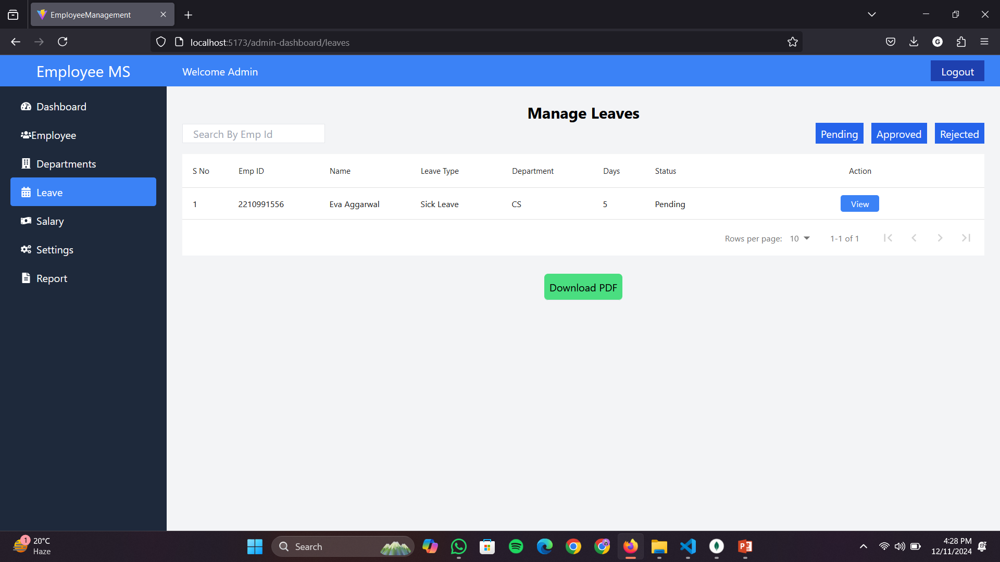 EmployeeManagement
localhost:5173/admin-dashboard/leaves
Employee MS
Welcome Admin
Logout
Dashboard
Employee
Departments
Leave
Salary
Settings
Report
Manage Leaves
Search By Emp Id
Pending Approved Rejected
S No Emp ID Name Leave Type Department Days Status Action
1 2210991556 Eva Aggarwal Sick Leave CS 5 Pending View
Rows per page: 10 1-1 of 1
Download PDF
1
20°C
Haze
Search
4:28 PM
12/11/2024